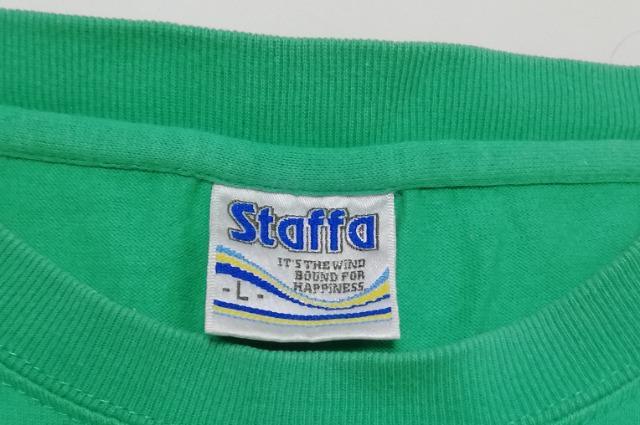 Staffa
IT'S THE WIND
BOUND FOR
HAPPINESS
-L-